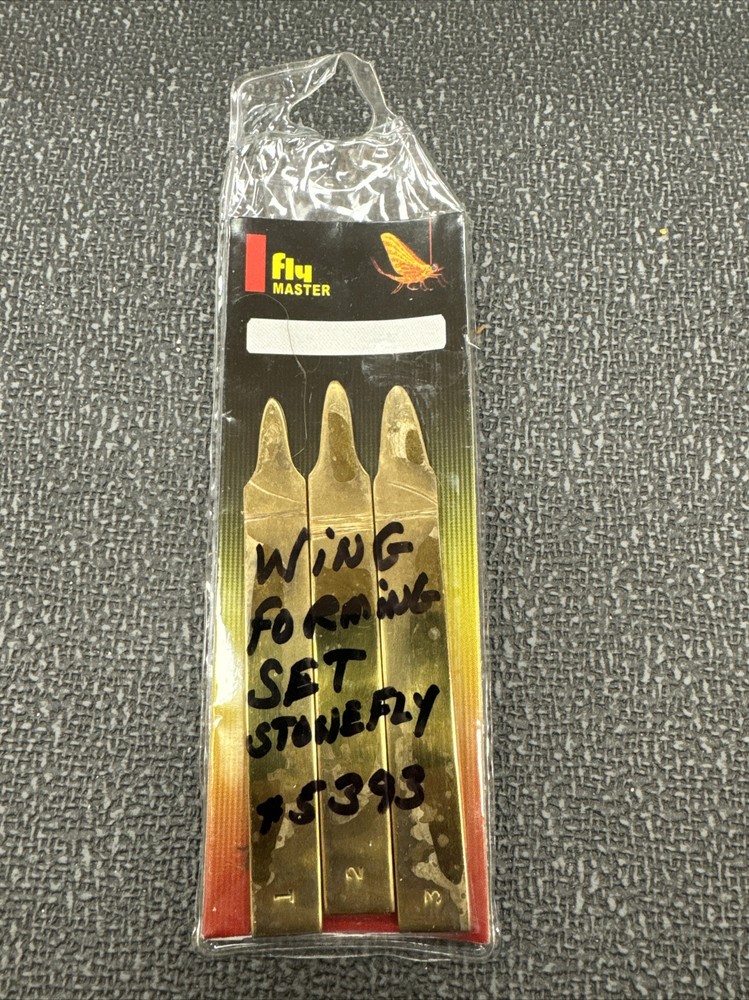 fly
MASTER
WiNG
FORMiNG
SET
STONEFLY
#5393
1 2 3